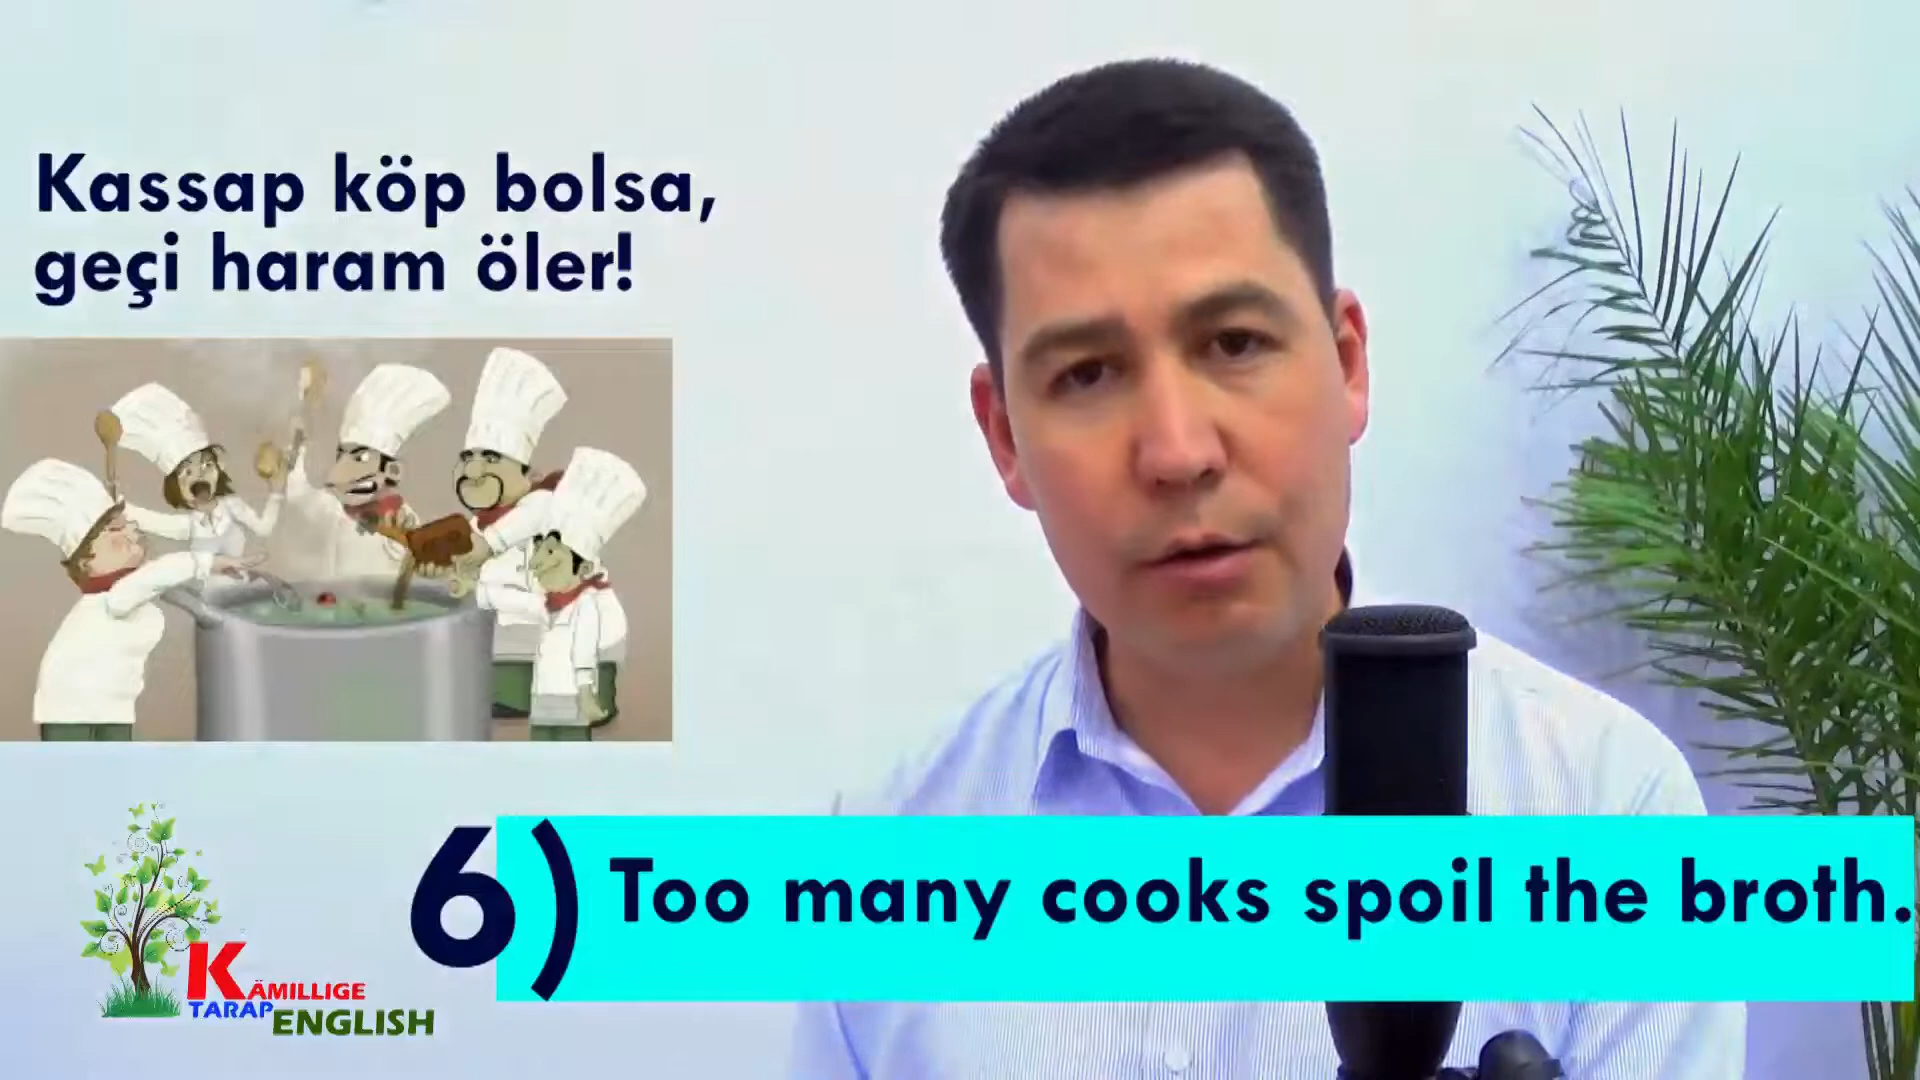 Kassap köp bolsa,
geçi haram öler!
6) Too many cooks spoil the broth.
KÄMILLIGE
TARAP
ENGLISH